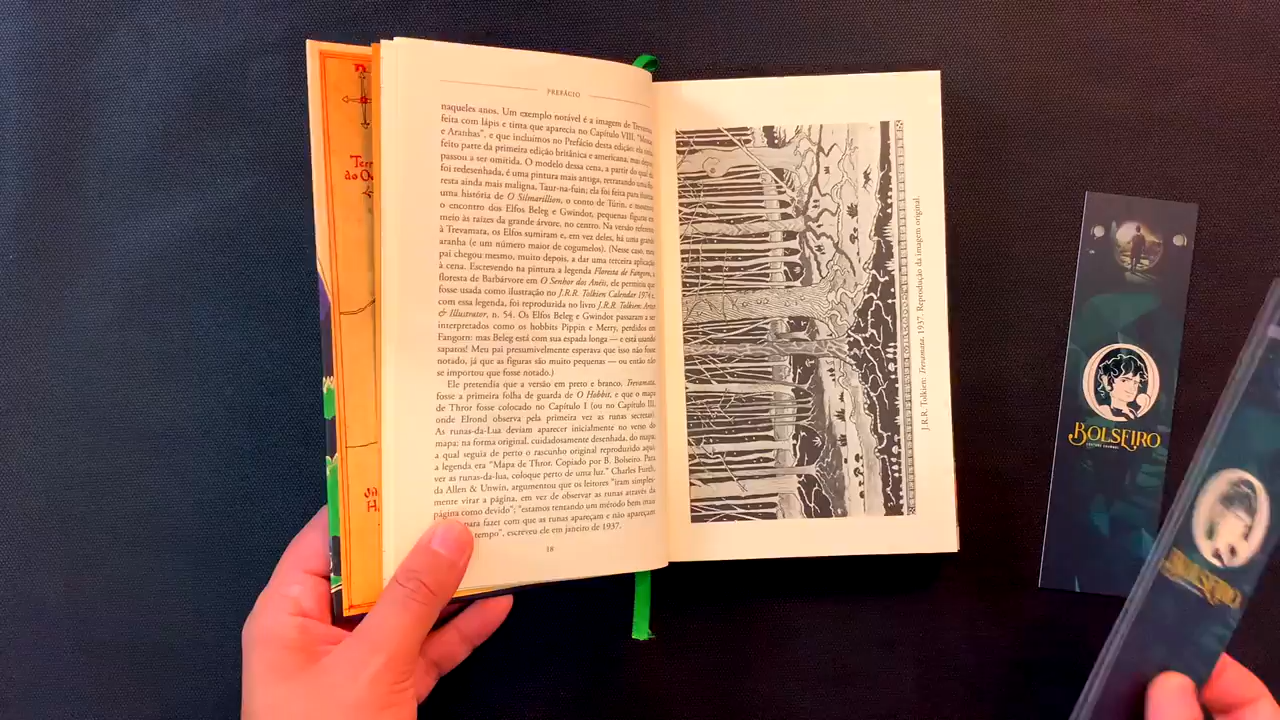 PREFÁCIO
naqueles anos. Um exemplo notável é a imagem de Trevamata
feita com lápis e tinta que aparecia no Capítulo VIII, "Moscas
e Aranhas", e que incluímos no Prefácio desta edição; ela tinha
feito parte da primeira edição britânica e americana, mas depois
passou a ser omitida. O modelo dessa cena, a partir do qual ela
foi redesenhada, é uma pintura mais antiga, retratando uma flo-
resta ainda mais maligna, Taur-na-fuin; ela foi feita para ilustrar
uma história de O Silmarillion, o conto de Túrin, e mostra
o encontro dos Elfos Beleg e Gwindor, pequenas figuras em
meio às raízes da grande árvore, no centro. Na versão referente
à Trevamata, os Elfos sumiram e, em vez deles, há uma grande
aranha (e um número maior de cogumelos). (Nesse caso, meu
pai chegou mesmo, muito depois, a dar uma terceira aplicação
à cena. Escrevendo na pintura a legenda Floresta de Fangorn, a
floresta de Barbárvore em O Senhor dos Anéis, ele permitiu que
fosse usada como ilustração no J.R.R. Tolkien Calendar 1974 e,
com essa legenda, foi reproduzida no livro J.R.R. Tolkien: Artist
& Illustrator, n. 54. Os Elfos Beleg e Gwindor passaram a ser
interpretados como os hobbits Pippin e Merry, perdidos em
Fangorn: mas Beleg está com sua espada longa — e está usando
sapatos! Meu pai presumivelmente esperava que isso não fosse
notado, já que as figuras são muito pequenas — ou então não
se importou que fosse notado.)
Ele pretendia que a versão em preto e branco, Trevamata,
fosse a primeira folha de guarda de O Hobbit, e que o mapa
de Thror fosse colocado no Capítulo I (ou no Capítulo III,
onde Elrond observa pela primeira vez as runas secretas).
As runas-da-Lua deviam aparecer inicialmente no verso do
mapa; na forma original, cuidadosamente desenhada, do mapa,
a qual seguia de perto o rascunho original reproduzido aqui,
a legenda era "Mapa de Thror. Copiado por B. Bolseiro. Para
ver as runas-da-lua, coloque perto de uma luz." Charles Furth,
da Allen & Unwin, argumentou que os leitores "iram simples-
mente virar a página, em vez de observar as runas através da
página como devido"; "estamos tentando um método bem mais
para fazer com que as runas apareçam e não apareçam
tempo", escreveu ele em janeiro de 1937.
18
J.R.R. Tolkien: Trevamata. 1937. Reprodução da imagem original.
Terr
do O
BOLSEIRO